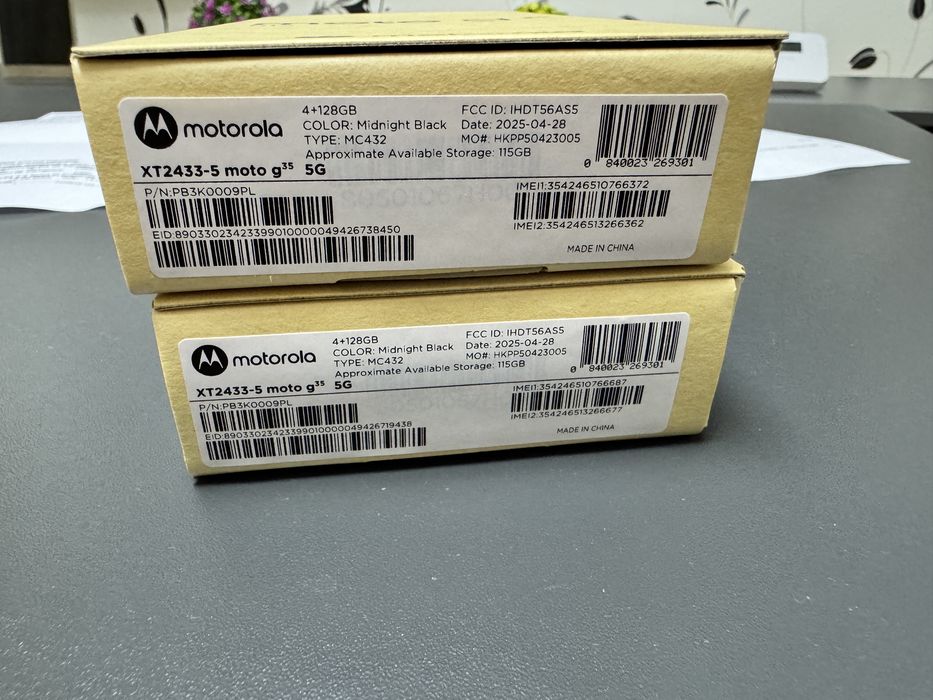 motorola
4+128GB
COLOR: Midnight Black
TYPE: MC432
Approximate Available Storage: 115GB
FCC ID: IHDT56AS5
Date: 2025-04-28
MO#: HKPP50423005
0 840023 269301
XT2433-5 moto g35 5G
P/N:PB3K0009PL
EID:89033023423399010000049426738450
IMEI1:354246510766372
IMEI2:354246513266362
MADE IN CHINA
motorola
4+128GB
COLOR: Midnight Black
TYPE: MC432
Approximate Available Storage: 115GB
FCC ID: IHDT56AS5
Date: 2025-04-28
MO#: HKPP50423005
0 840023 269301
XT2433-5 moto g35 5G
P/N:PB3K0009PL
EID:89033023423399010000049426719438
IMEI1:354246510766687
IMEI2:354246513266677
MADE IN CHINA